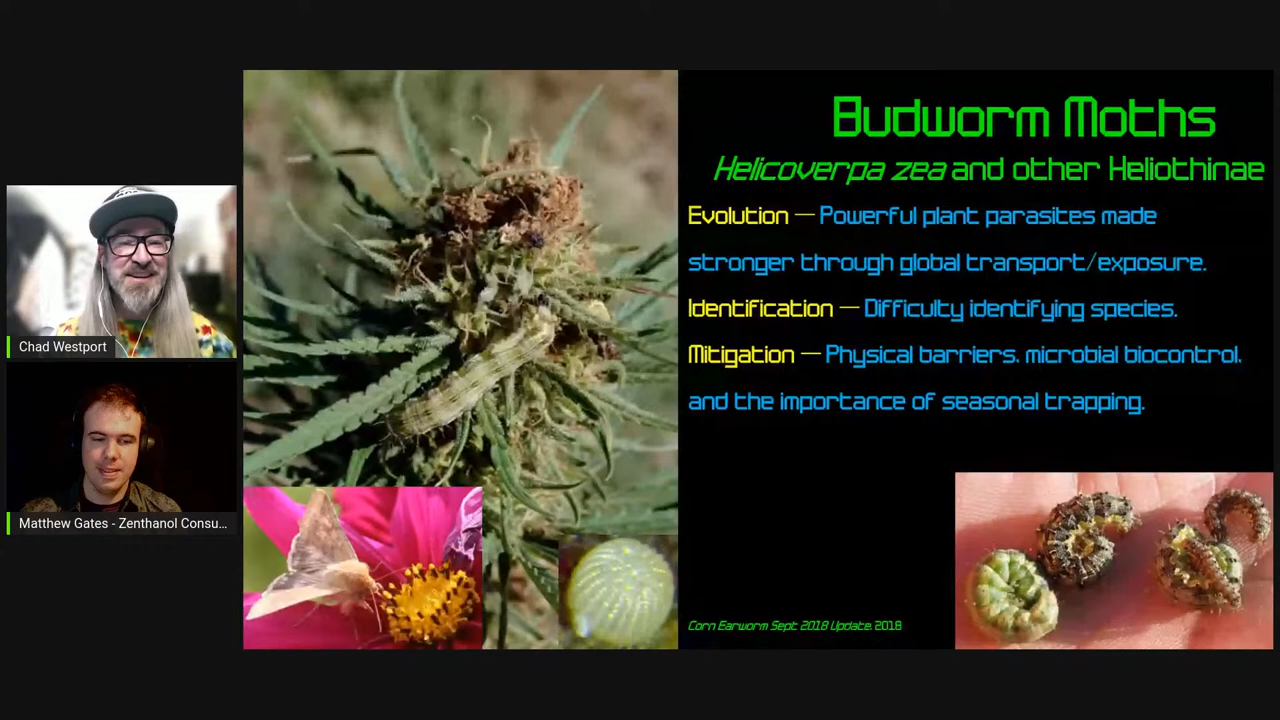 Budworm Moths
Helicoverpa zea and other Heliothinae
Evolution — Powerful plant parasites made
stronger through global transport/exposure.
Identification — Difficulty identifying species.
Mitigation — Physical barriers, microbial biocontrol,
and the importance of seasonal trapping.
Corn Earworm Sept 2018 Update. 2018
Chad Westport
Matthew Gates - Zenthanol Consu...